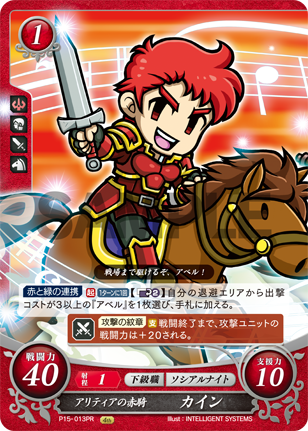 1
SAMPLE
戦場まで駆けるぞ、アベル！
赤と緑の連携 起 1ターンに1回 自分の退避エリアから出撃
コストが3以上の『アベル』を1枚選び、手札に加える。
攻撃の紋章 支 戦闘終了まで、攻撃ユニットの
戦闘力は+20される。
戦闘力
40
射程 1 下級職 ソシアルナイト
支援力
10
アリティアの赤騎 カイン
P15-013PR Illust：INTELLIGENT SYSTEMS